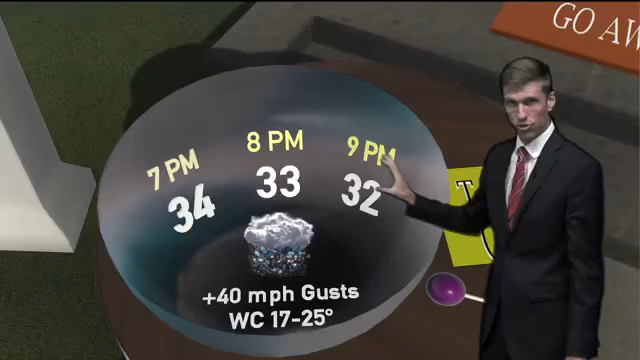 GO AW
7 PM 8 PM 9 PM
34 33 32
+40 mph Gusts
WC 17-25°